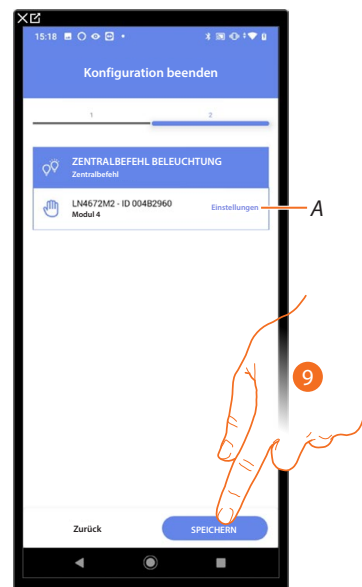 15:18
Konfiguration beenden
1 2
ZENTRALBEFEHL BELEUCHTUNG
Zentralbefehl
LN4672M2 - ID 004B2960
Einstellungen
Modul 4
A
9
Zurück
SPEICHERN